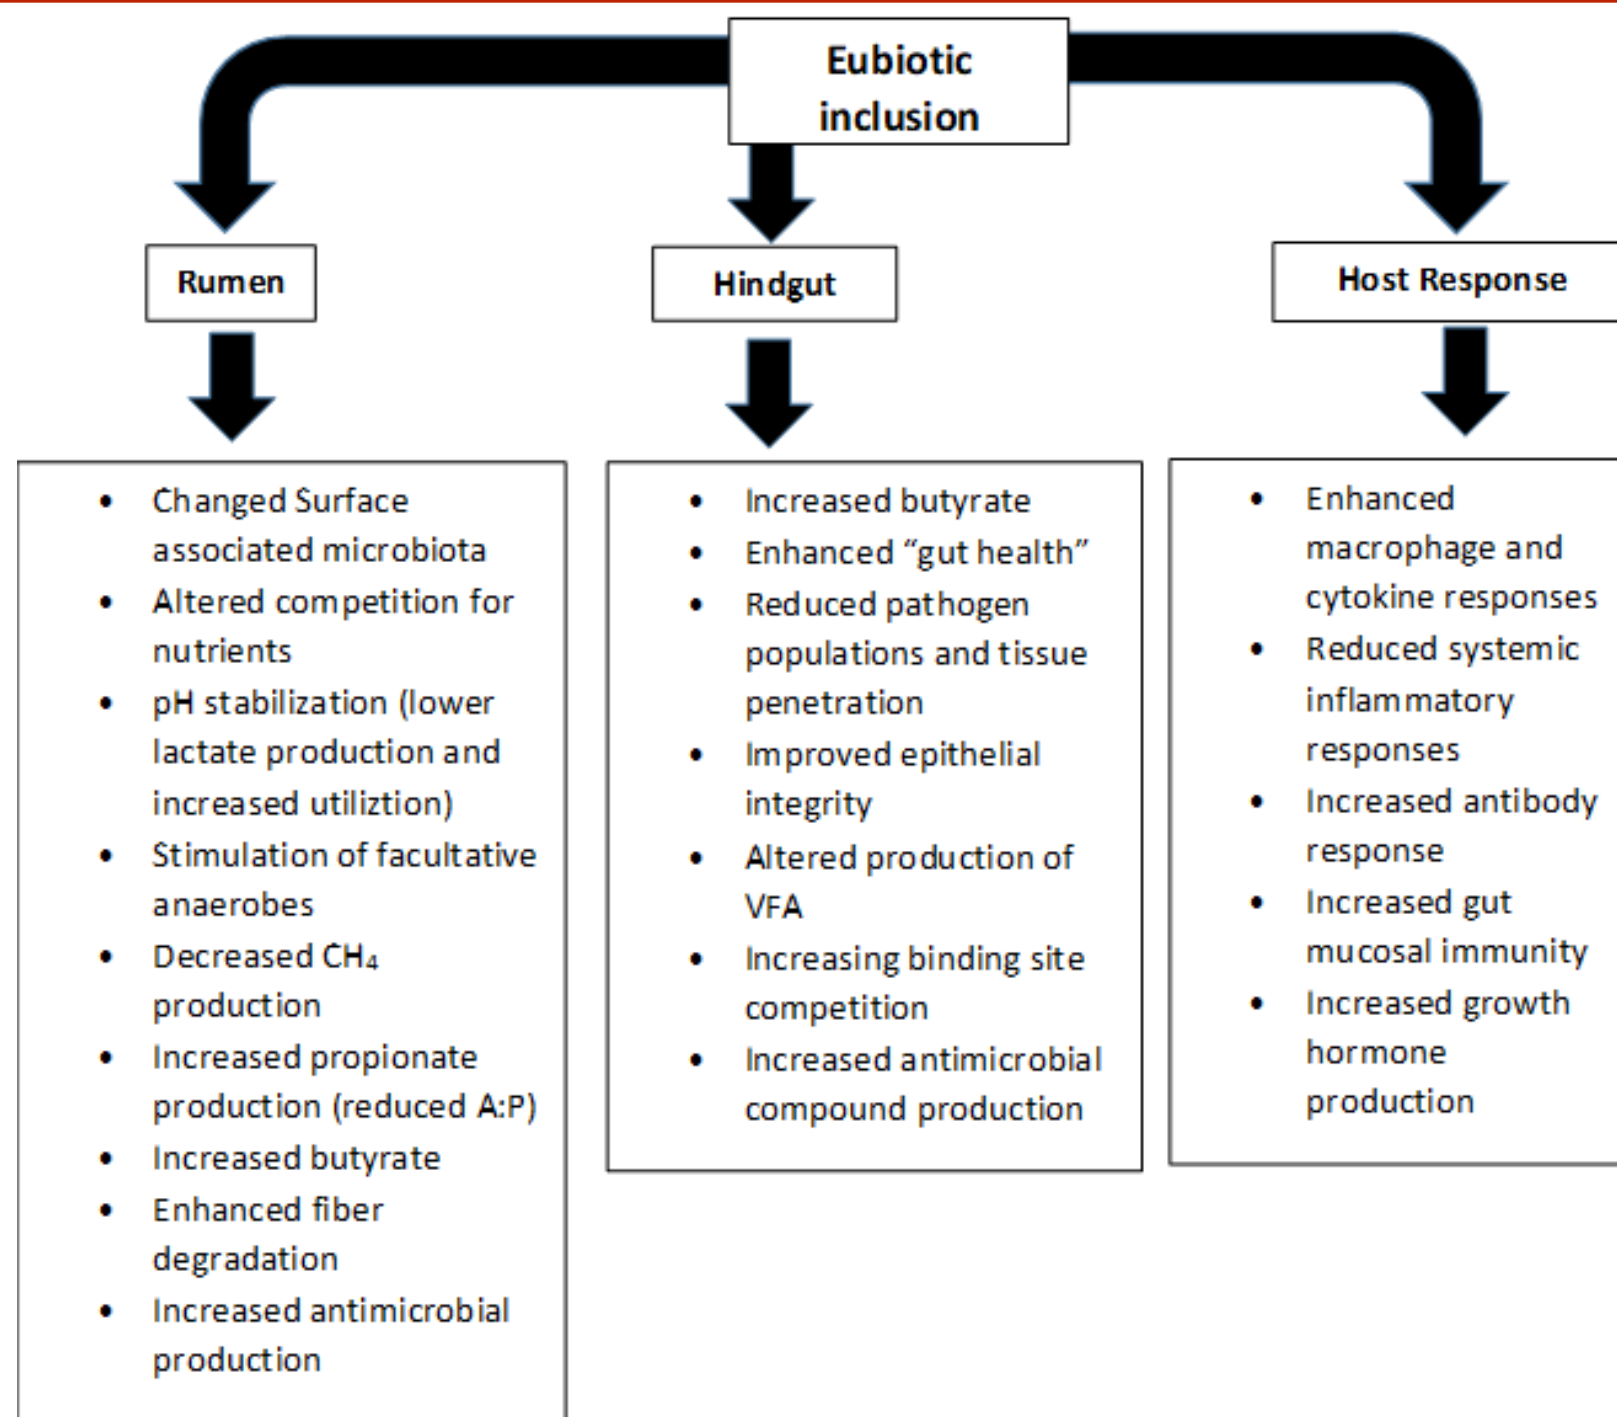 Eubiotic
inclusion
Rumen
Hindgut
Host Response
• Changed Surface
associated microbiota
• Altered competition for
nutrients
• pH stabilization (lower
lactate production and
increased utiliztion)
• Stimulation of facultative
anaerobes
• Decreased CH₄
production
• Increased propionate
production (reduced A:P)
• Increased butyrate
• Enhanced fiber
degradation
• Increased antimicrobial
production
• Increased butyrate
• Enhanced “gut health”
• Reduced pathogen
populations and tissue
penetration
• Improved epithelial
integrity
• Altered production of
VFA
• Increasing binding site
competition
• Increased antimicrobial
compound production
• Enhanced
macrophage and
cytokine responses
• Reduced systemic
inflammatory
responses
• Increased antibody
response
• Increased gut
mucosal immunity
• Increased growth
hormone
production